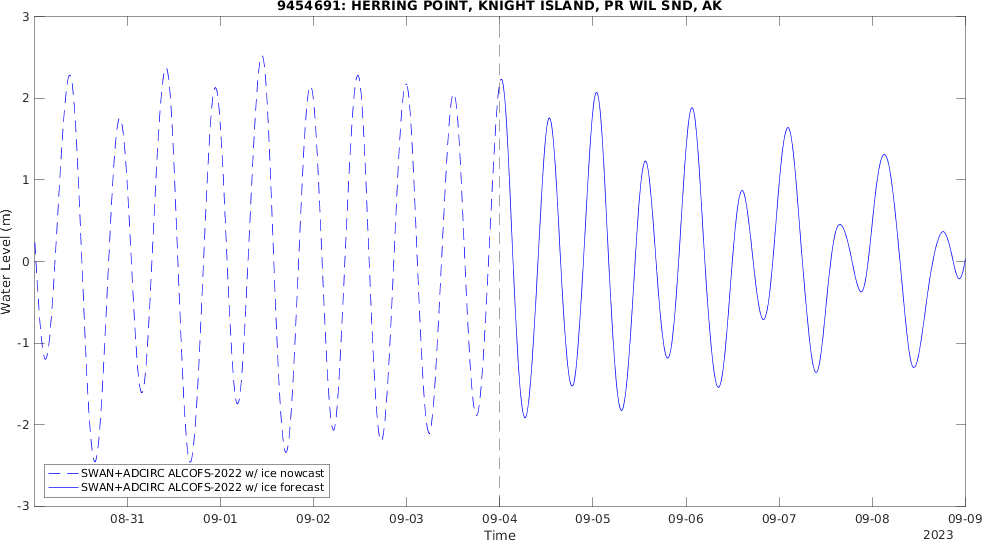 9454691: HERRING POINT, KNIGHT ISLAND, PR WIL SND, AK
3
2
1
0
-1
-2
-3
Water Level (m)
SWAN+ADCIRC ALCOFS-2022 w/ ice nowcast
SWAN+ADCIRC ALCOFS-2022 w/ ice forecast
08-31 09-01 09-02 09-03 09-04 09-05 09-06 09-07 09-08 09-09
Time
2023